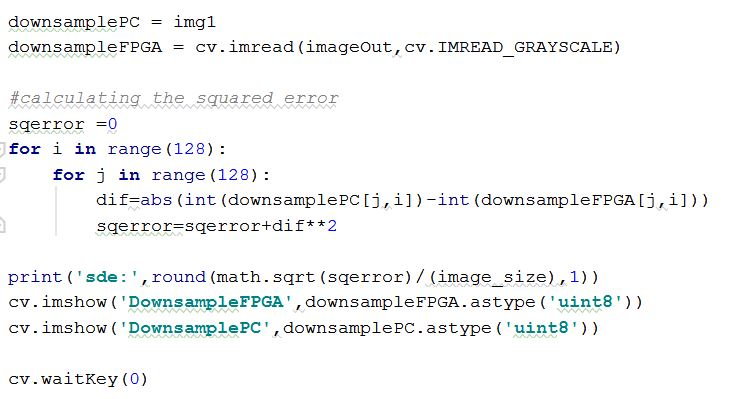 downsamplePC = img1
downsampleFPGA = cv.imread(imageOut,cv.IMREAD_GRAYSCALE)
#calculating the squared error
sqerror =0
for i in range(128):
    for j in range(128):
        dif=abs(int(downsamplePC[j,i])-int(downsampleFPGA[j,i]))
        sqerror=sqerror+dif**2
print('sde:',round(math.sqrt(sqerror)/(image_size),1))
cv.imshow('DownsampleFPGA',downsampleFPGA.astype('uint8'))
cv.imshow('DownsamplePC',downsamplePC.astype('uint8'))
cv.waitKey(0)